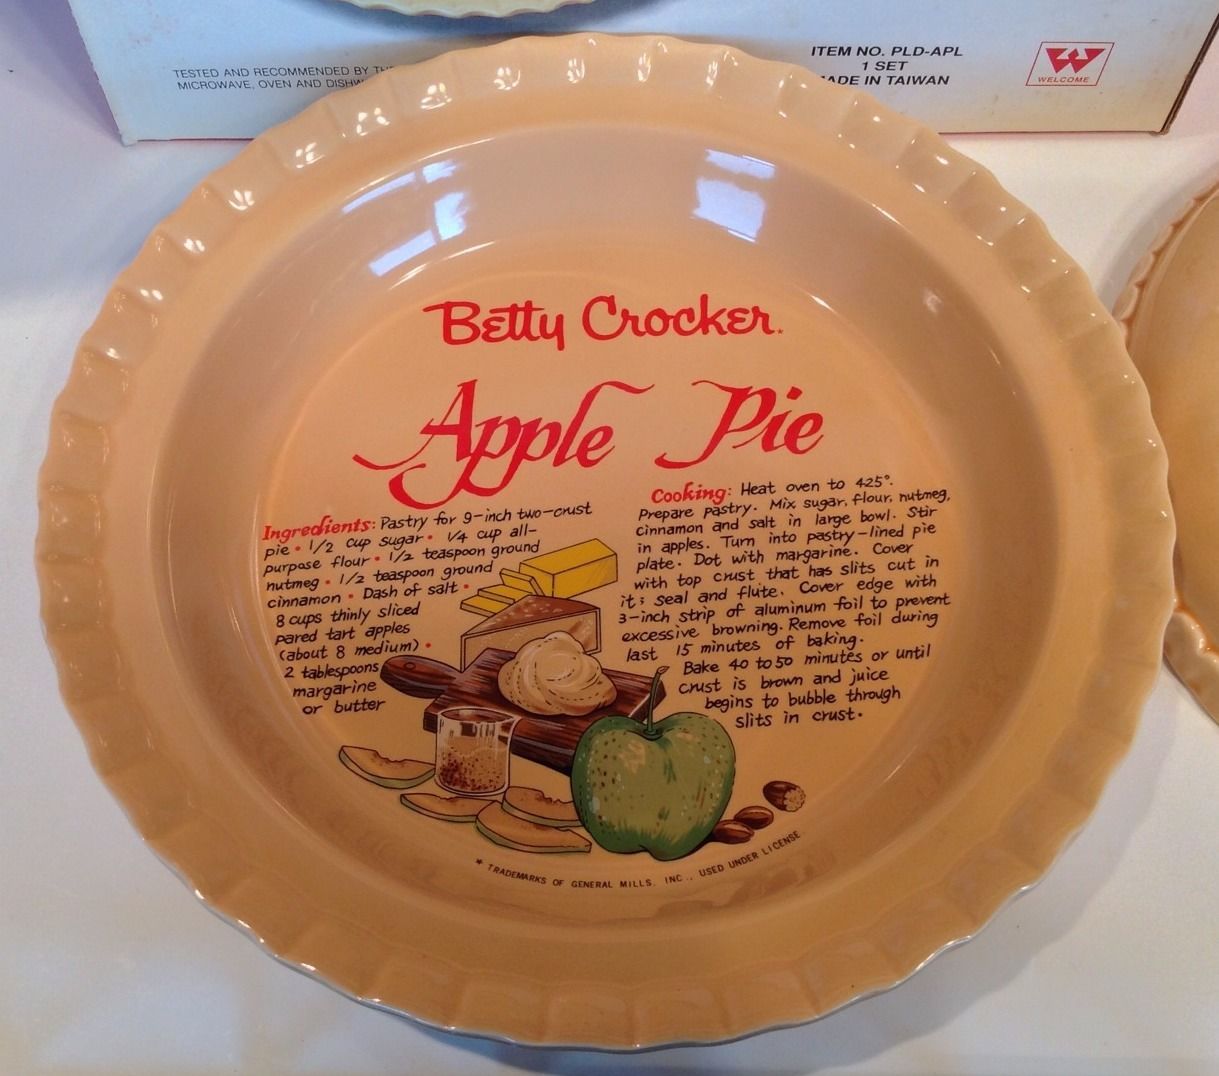 TESTED AND RECOMMENDED BY
MICROWAVE, OVEN AND
ITEM NO. PLD-APL
1 SET
MADE IN TAIWAN
W
WELCOME
Betty Crocker*
Apple Pie
Ingredients: Pastry for 9-inch two-crust
pie • 1/2 cup sugar • 1/4 cup all-
purpose flour • 1/2 teaspoon ground
nutmeg • 1/2 teaspoon ground
cinnamon • Dash of salt •
8 cups thinly sliced
pared tart apples
(about 8 medium) •
2 tablespoons
margarine
or butter
Cooking: Heat oven to 425°.
Prepare pastry. Mix sugar, flour, nutmeg,
cinnamon and salt in large bowl. Stir
in apples. Turn into pastry-lined pie
plate. Dot with margarine. Cover
with top crust that has slits cut in
it; seal and flute. Cover edge with
3-inch strip of aluminum foil to prevent
excessive browning. Remove foil during
last 15 minutes of baking.
Bake 40 to 50 minutes or until
crust is brown and juice
begins to bubble through
slits in crust.
* TRADEMARKS OF GENERAL MILLS, INC., USED UNDER LICENSE